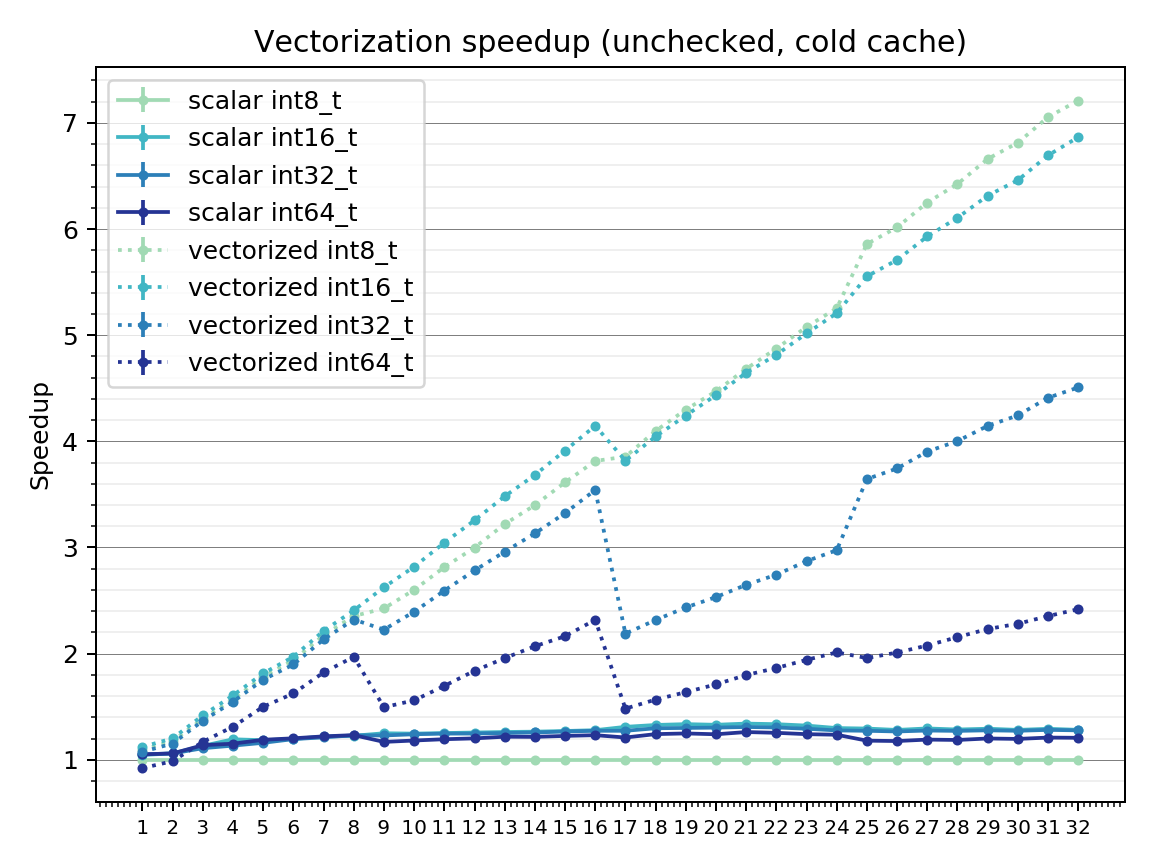 Vectorization speedup (unchecked, cold cache)
scalar int8_t
scalar int16_t
scalar int32_t
scalar int64_t
vectorized int8_t
vectorized int16_t
vectorized int32_t
vectorized int64_t
Speedup
7
6
5
4
3
2
1
1 2 3 4 5 6 7 8 9 10 11 12 13 14 15 16 17 18 19 20 21 22 23 24 25 26 27 28 29 30 31 32